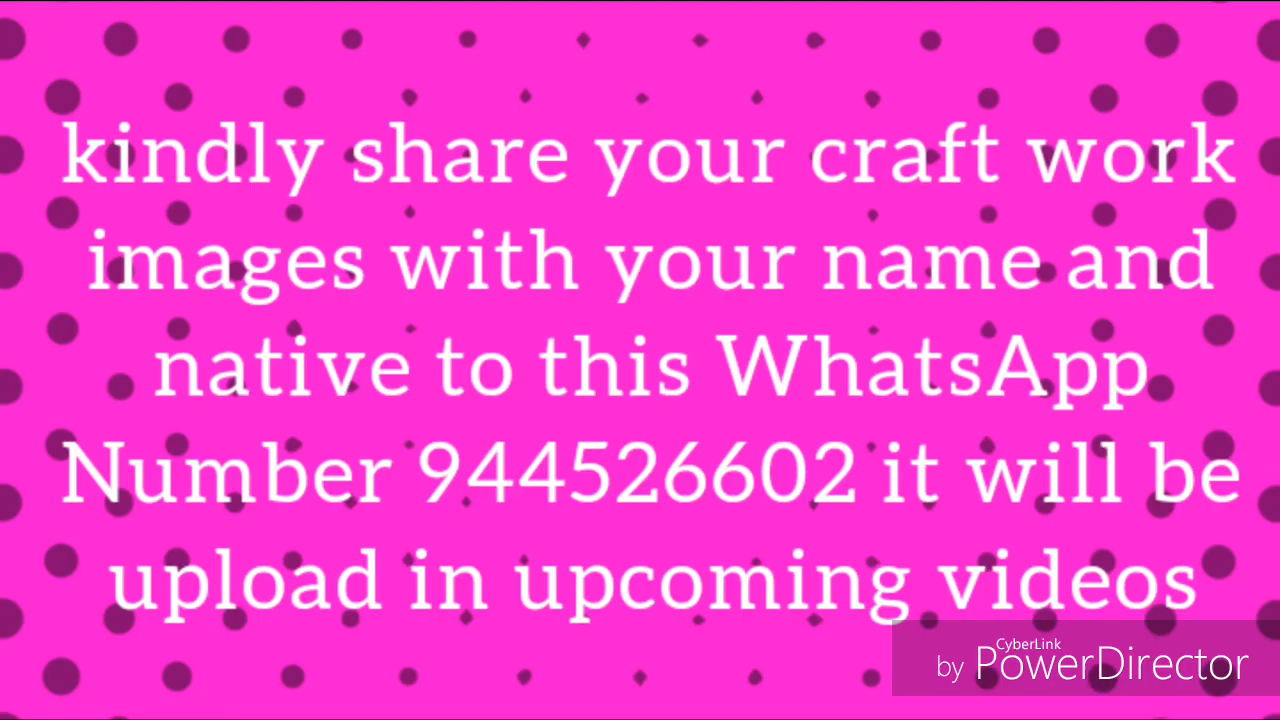 kindly share your craft work
images with your name and
native to this WhatsApp
Number 944526602 it will be
upload in upcoming videos
CyberLink
by PowerDirector